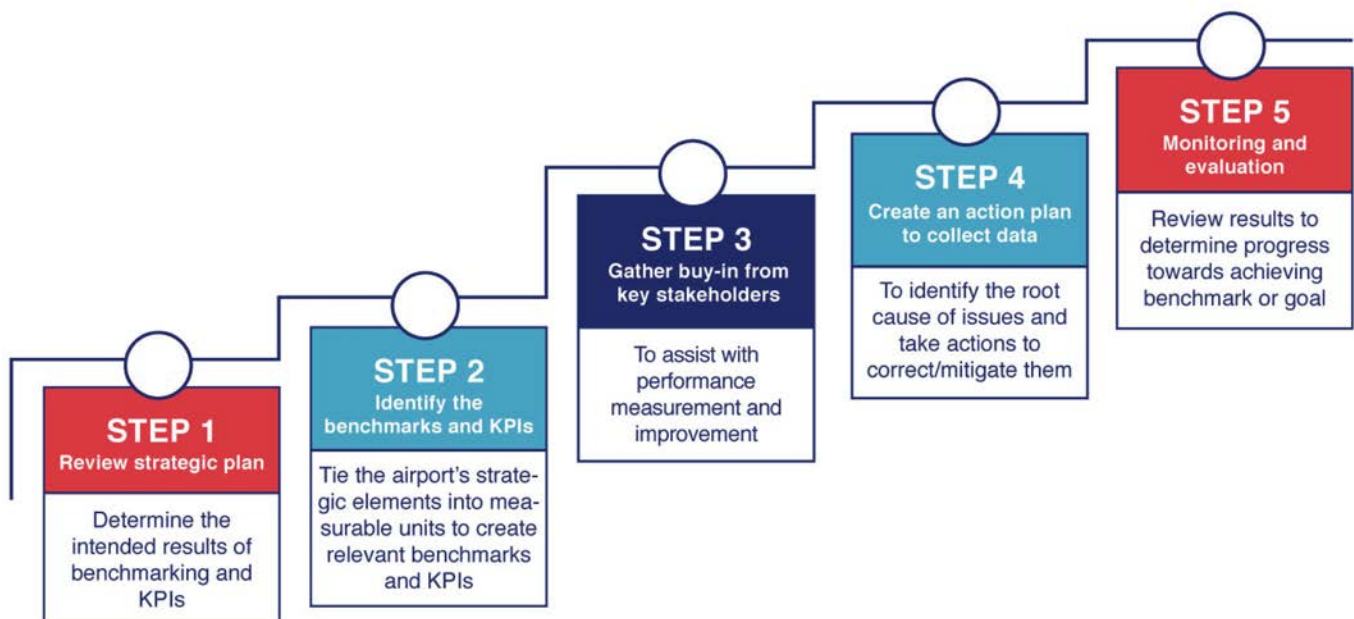 STEP 1
Review strategic plan
Determine the
intended results of
benchmarking and
KPIs
STEP 2
Identify the
benchmarks and KPIs
Tie the airport's strate-
gic elements into mea-
surable units to create
relevant benchmarks
and KPIs
STEP 3
Gather buy-in from
key stakeholders
To assist with
performance
measurement and
improvement
STEP 4
Create an action plan
to collect data
To identify the root
cause of issues and
take actions to
correct/mitigate them
STEP 5
Monitoring and
evaluation
Review results to
determine progress
towards achieving
benchmark or goal